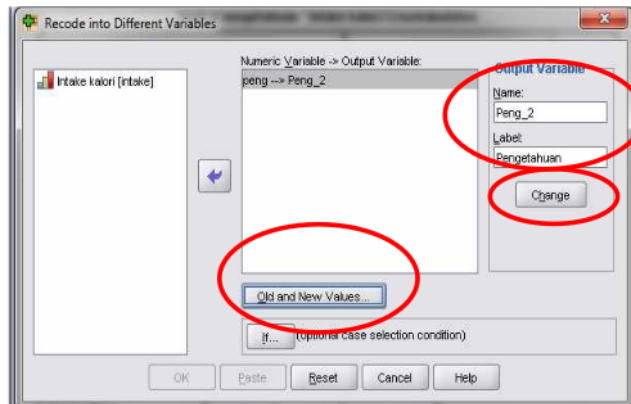 Recode into Different Variables
Intake kalori [intake]
Numeric Variable -> Output Variable:
peng --> Peng_2
Output Variable
Name:
Peng_2
Label:
Pengetahuan
Change
Old and New Values...
If... (optional case selection condition)
OK Paste Reset Cancel Help